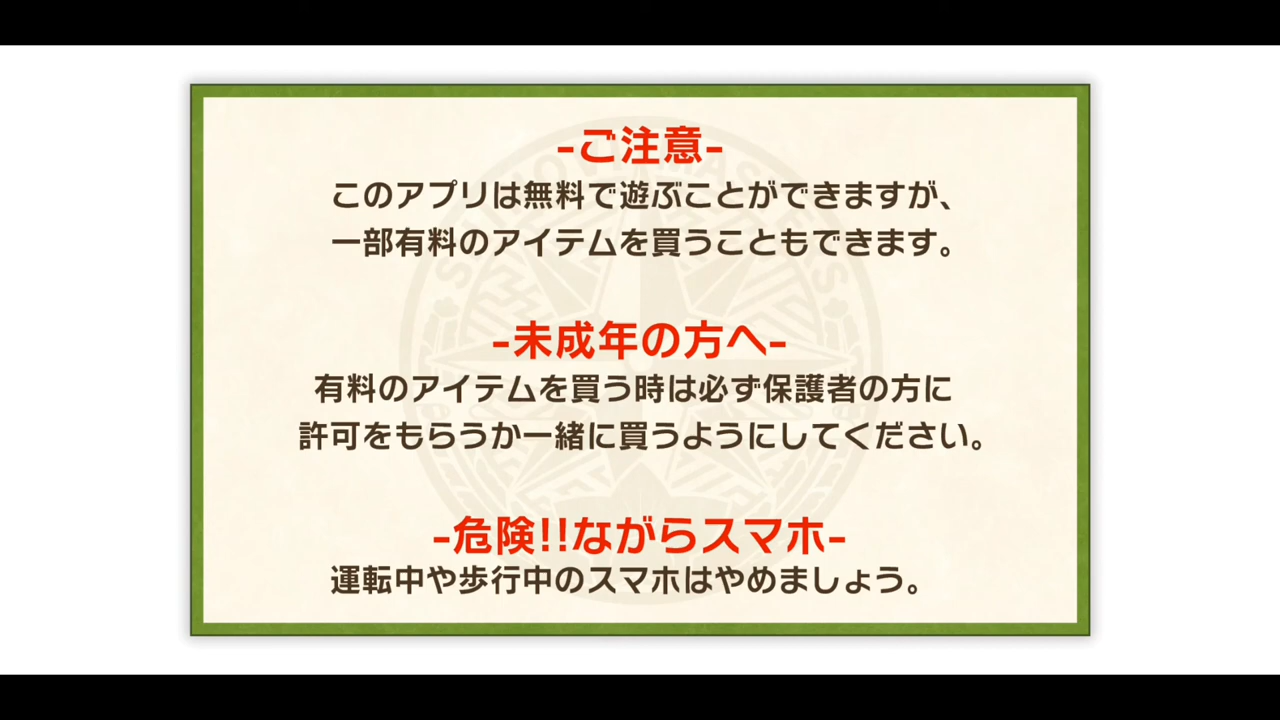 -ご注意-
このアプリは無料で遊ぶことができますが、
一部有料のアイテムを買うこともできます。
-未成年の方へ-
有料のアイテムを買う時は必ず保護者の方に
許可をもらうか一緒に買うようにしてください。
-危険!!ながらスマホ-
運転中や歩行中のスマホはやめましょう。